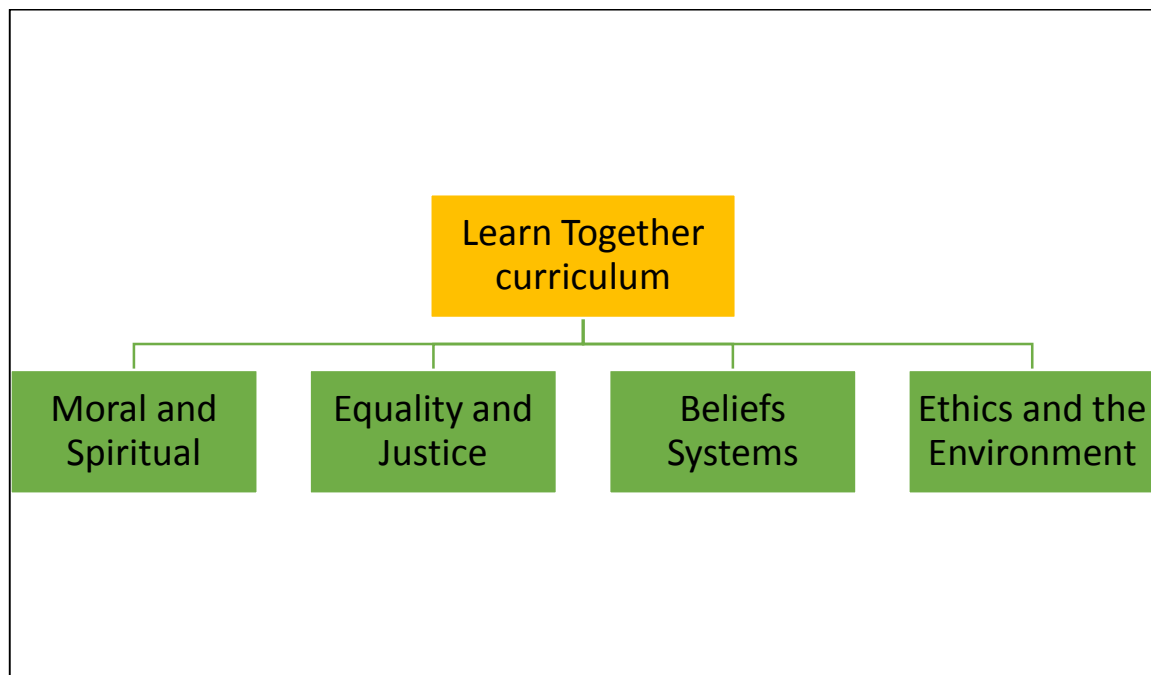 Learn Together
curriculum
Moral and
Spiritual
Equality and
Justice
Beliefs
Systems
Ethics and the
Environment